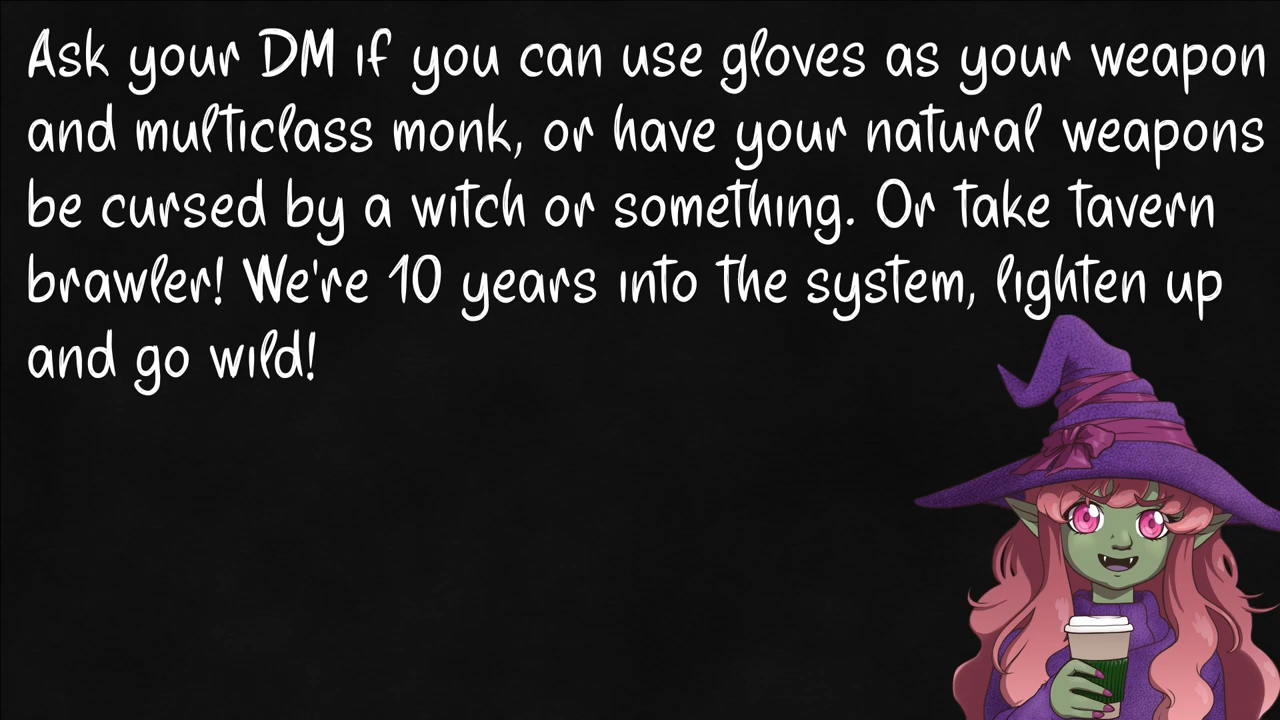 Ask your DM if you can use gloves as your weapon
and multiclass monk, or have your natural weapons
be cursed by a witch or something. Or take tavern
brawler! We're 10 years into the system, lighten up
and go wild!